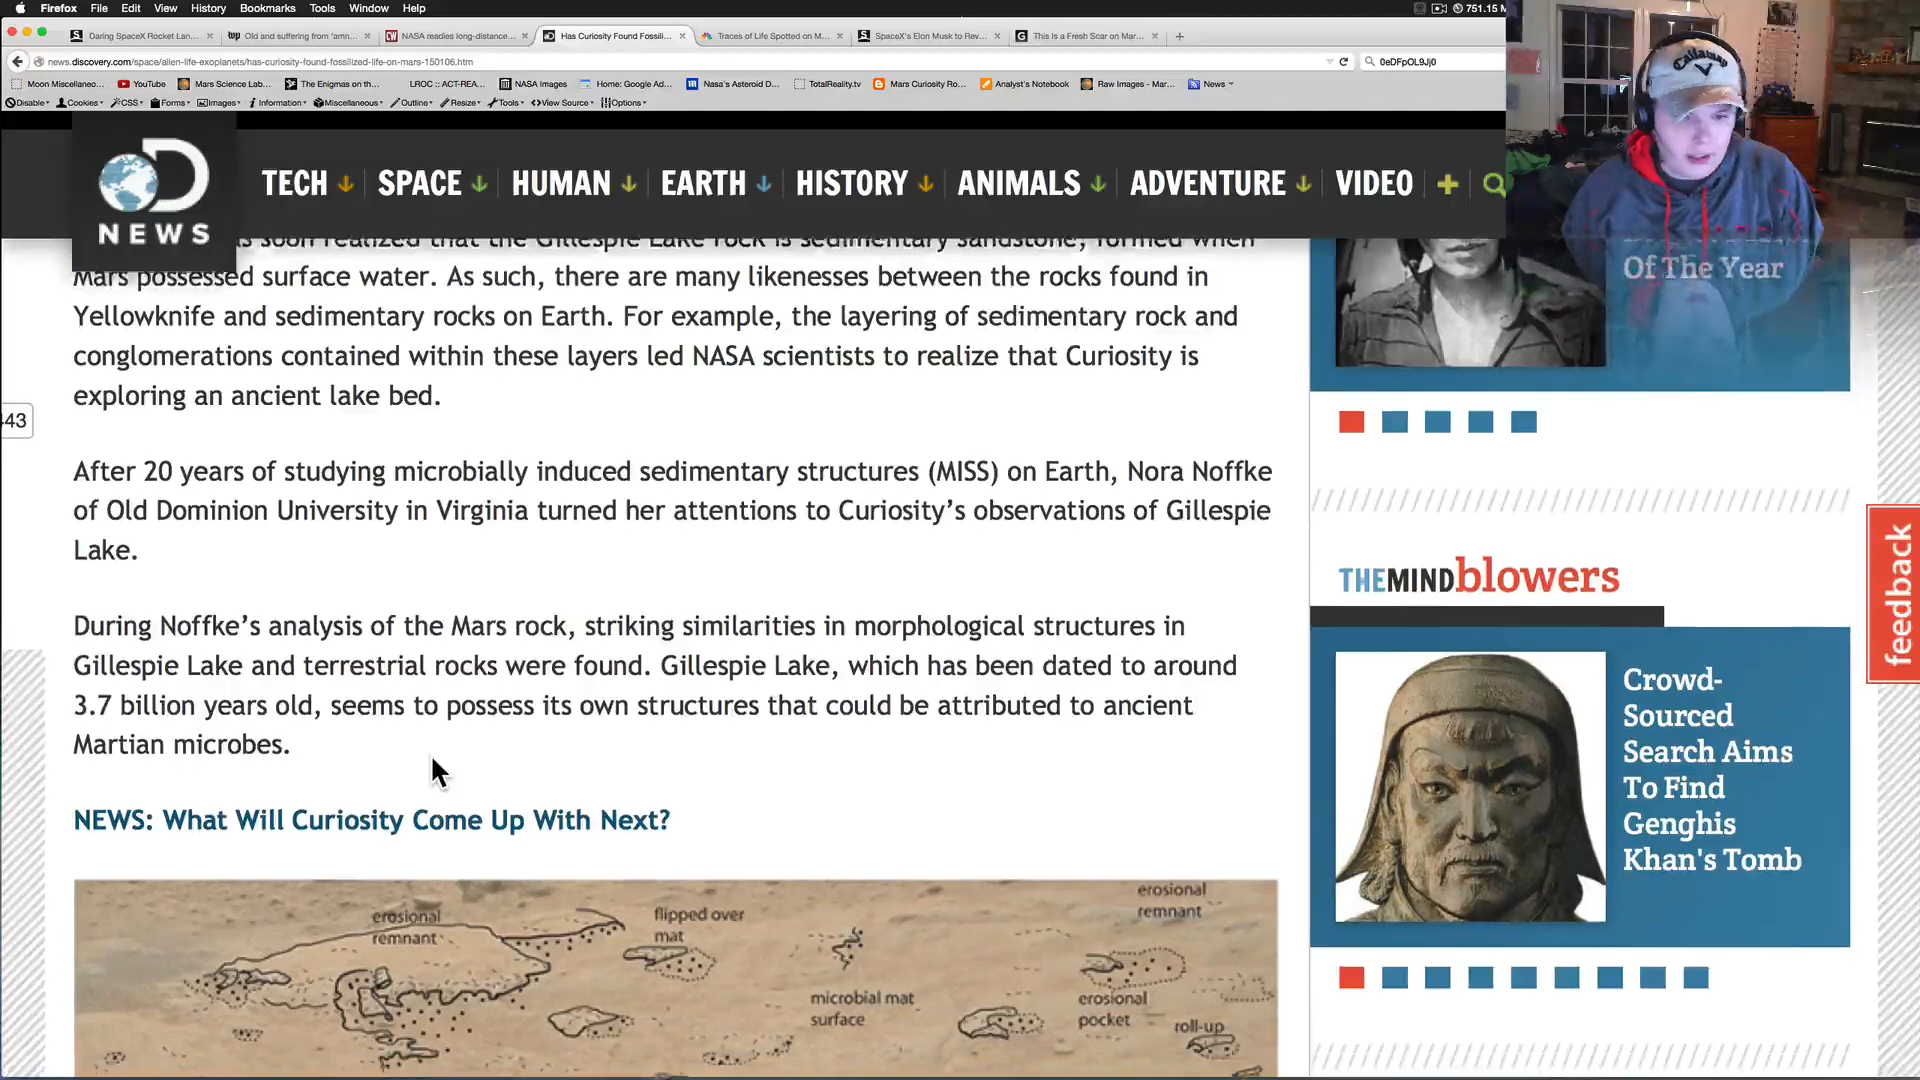 Firefox File Edit View History Bookmarks Tools Window Help 751.15 M
Daring SpaceX Rocket Lan... Old and suffering from 'amn... NASA readies long-distance... Has Curiosity Found Fossili... Traces of Life Spotted on M... SpaceX's Elon Musk to Rev... This Is a Fresh Scar on Mar...
news.discovery.com/space/alien-life-exoplanets/has-curiosity-found-fossilized-life-on-mars-150106.htm 0eDFpOL9Jj0
Moon Miscellaneo... YouTube Mars Science Lab... The Enigmas on th... LROC :: ACT-REA... NASA Images Home: Google Ad... Nasa's Asteroid D... TotalReality.tv Mars Curiosity Ro... Analyst's Notebook Raw Images - Mar... News
Disable Cookies CSS Forms Images Information Miscellaneous Outline Resize Tools View Source Options
Callaway
NEWS
TECH SPACE HUMAN EARTH HISTORY ANIMALS ADVENTURE VIDEO
soon realized that the Gillespie Lake rock is sedimentary sandstone, formed when
Mars possessed surface water. As such, there are many likenesses between the rocks found in
Yellowknife and sedimentary rocks on Earth. For example, the layering of sedimentary rock and
conglomerations contained within these layers led NASA scientists to realize that Curiosity is
exploring an ancient lake bed.
443
After 20 years of studying microbially induced sedimentary structures (MISS) on Earth, Nora Noffke
of Old Dominion University in Virginia turned her attentions to Curiosity's observations of Gillespie
Lake.
During Noffke's analysis of the Mars rock, striking similarities in morphological structures in
Gillespie Lake and terrestrial rocks were found. Gillespie Lake, which has been dated to around
3.7 billion years old, seems to possess its own structures that could be attributed to ancient
Martian microbes.
NEWS: What Will Curiosity Come Up With Next?
erosional
remnant
flipped over
mat
erosional
remnant
microbial mat
surface
erosional
pocket
roll-up
Of The Year
THEMINDblowers
Crowd-
Sourced
Search Aims
To Find
Genghis
Khan's Tomb
feedback